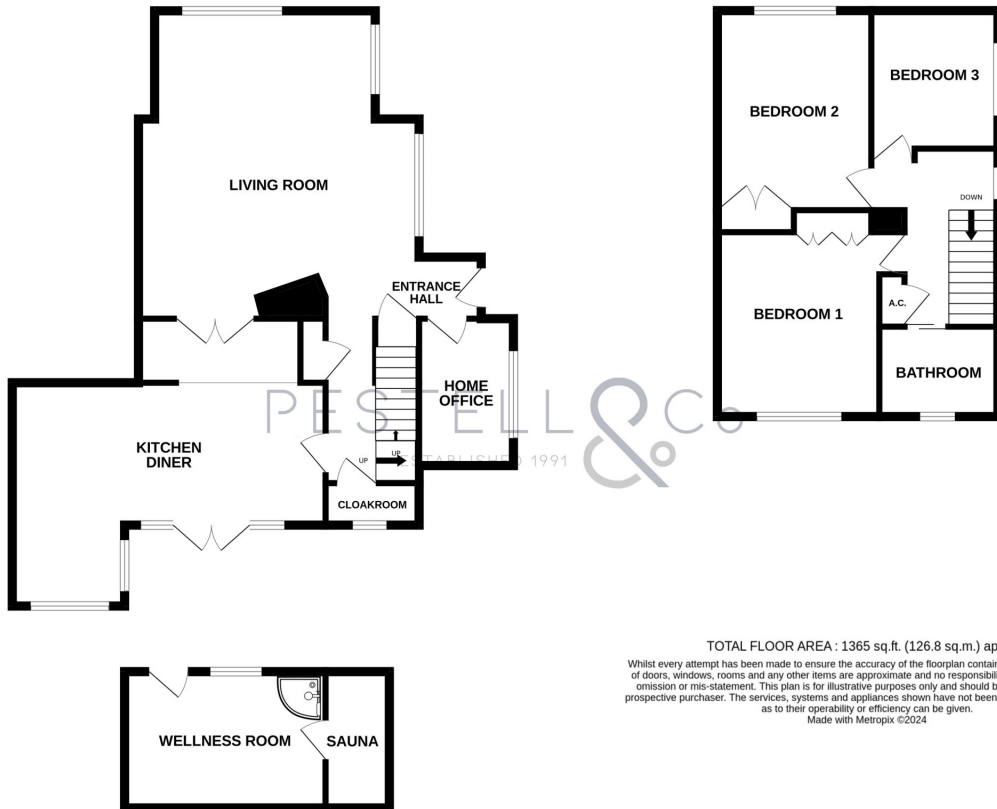 LIVING ROOM
ENTRANCE
HALL
HOME
OFFICE
KITCHEN
DINER
UP
UP
CLOAKROOM
WELLNESS ROOM
SAUNA
BEDROOM 2
BEDROOM 3
DOWN
BEDROOM 1
A.C.
BATHROOM
PESTELL & Co
ESTABLISHED 1991
TOTAL FLOOR AREA : 1365 sq.ft. (126.8 sq.m.) ap
Whilst every attempt has been made to ensure the accuracy of the floorplan contain
of doors, windows, rooms and any other items are approximate and no responsibili
omission or mis-statement. This plan is for illustrative purposes only and should b
prospective purchaser. The services, systems and appliances shown have not been
as to their operability or efficiency can be given.
Made with Metropix ©2024